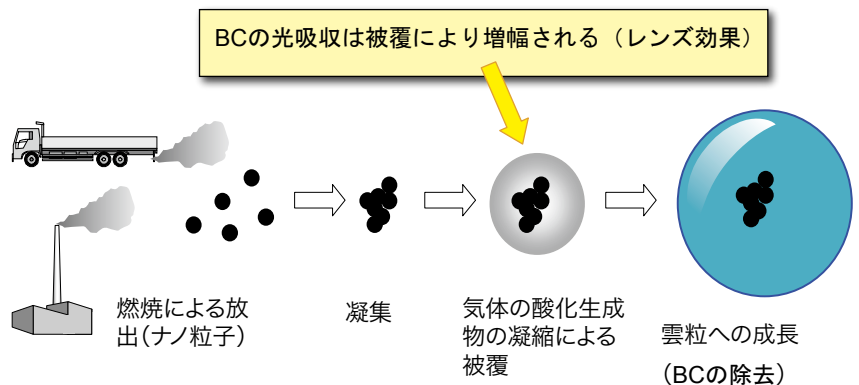 BCの光吸収は被覆により増幅される（レンズ効果）
燃焼による放
出（ナノ粒子）
凝集
気体の酸化生成
物の凝縮による
被覆
雲粒への成長
（BCの除去）